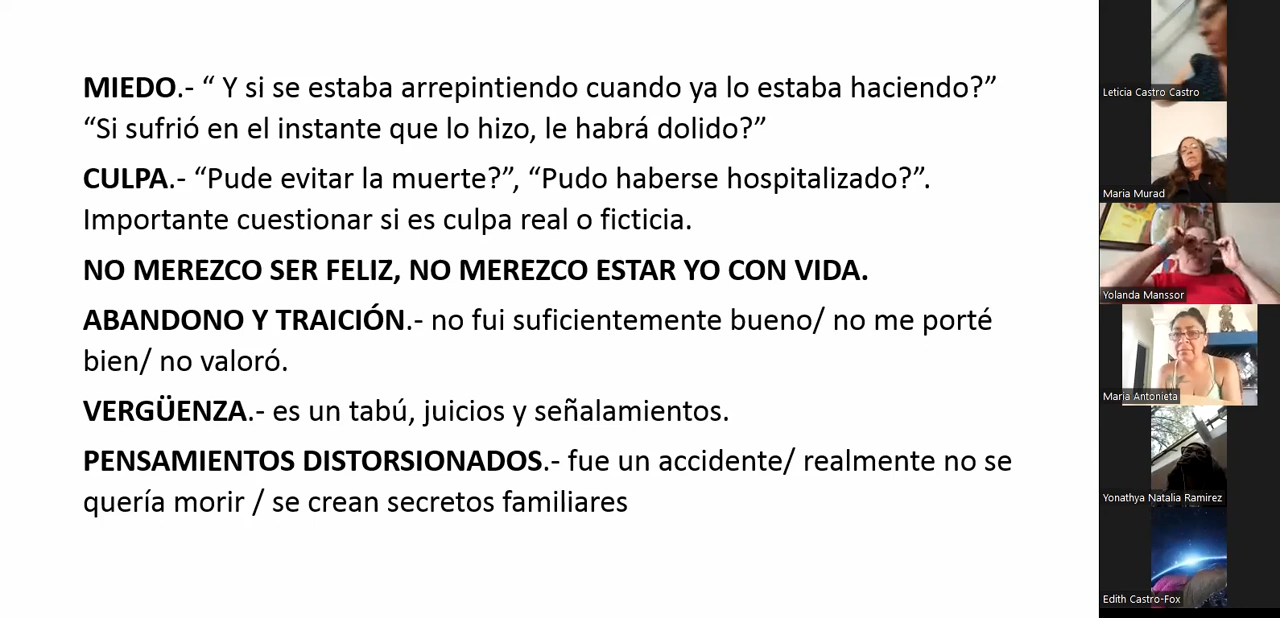 MIEDO.- “ Y si se estaba arrepintiendo cuando ya lo estaba haciendo?”
“Si sufrió en el instante que lo hizo, le habrá dolido?”
CULPA.- “Pude evitar la muerte?”, “Pudo haberse hospitalizado?”.
Importante cuestionar si es culpa real o ficticia.
NO MEREZCO SER FELIZ, NO MEREZCO ESTAR YO CON VIDA.
ABANDONO Y TRAICIÓN.- no fui suficientemente bueno/ no me porté
bien/ no valoró.
VERGÜENZA.- es un tabú, juicios y señalamientos.
PENSAMIENTOS DISTORSIONADOS.- fue un accidente/ realmente no se
quería morir / se crean secretos familiares
Leticia Castro Castro
Maria Murad
Yolanda Manssor
Maria Antonieta
Yonathya Natalia Ramirez
Edith Castro-Fox